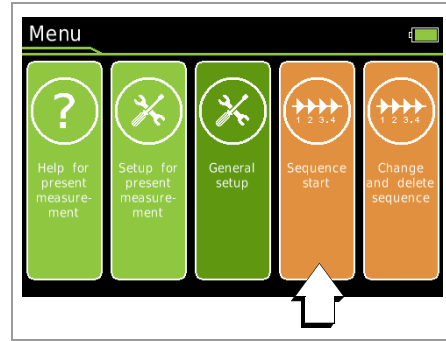 Menu
?
Help for
present
measure-
ment
Setup for
present
measure-
ment
General
setup
1 2 3.4
Sequence
start
1 2 3.4
Change
and delete
sequence